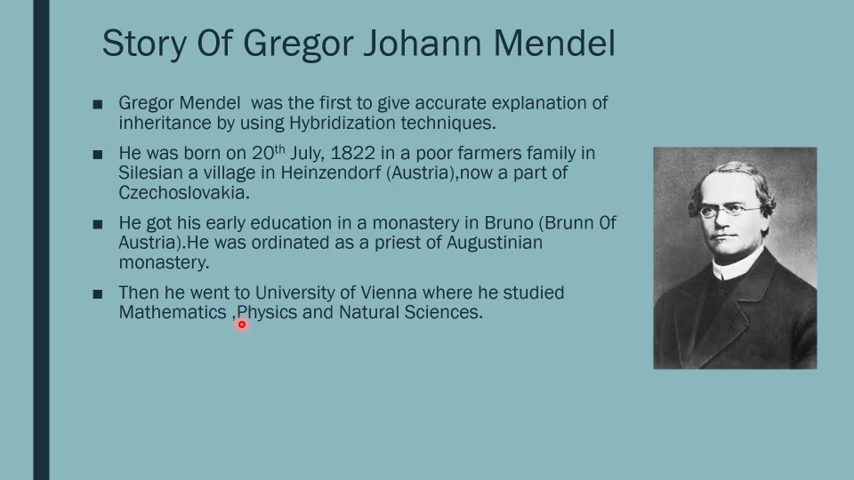 Story Of Gregor Johann Mendel
■ Gregor Mendel  was the first to give accurate explanation of
inheritance by using Hybridization techniques.
■ He was born on 20th July, 1822 in a poor farmers family in
Silesian a village in Heinzendorf (Austria),now a part of
Czechoslovakia.
■ He got his early education in a monastery in Bruno (Brunn Of
Austria).He was ordinated as a priest of Augustinian
monastery.
■ Then he went to University of Vienna where he studied
Mathematics ,Physics and Natural Sciences.